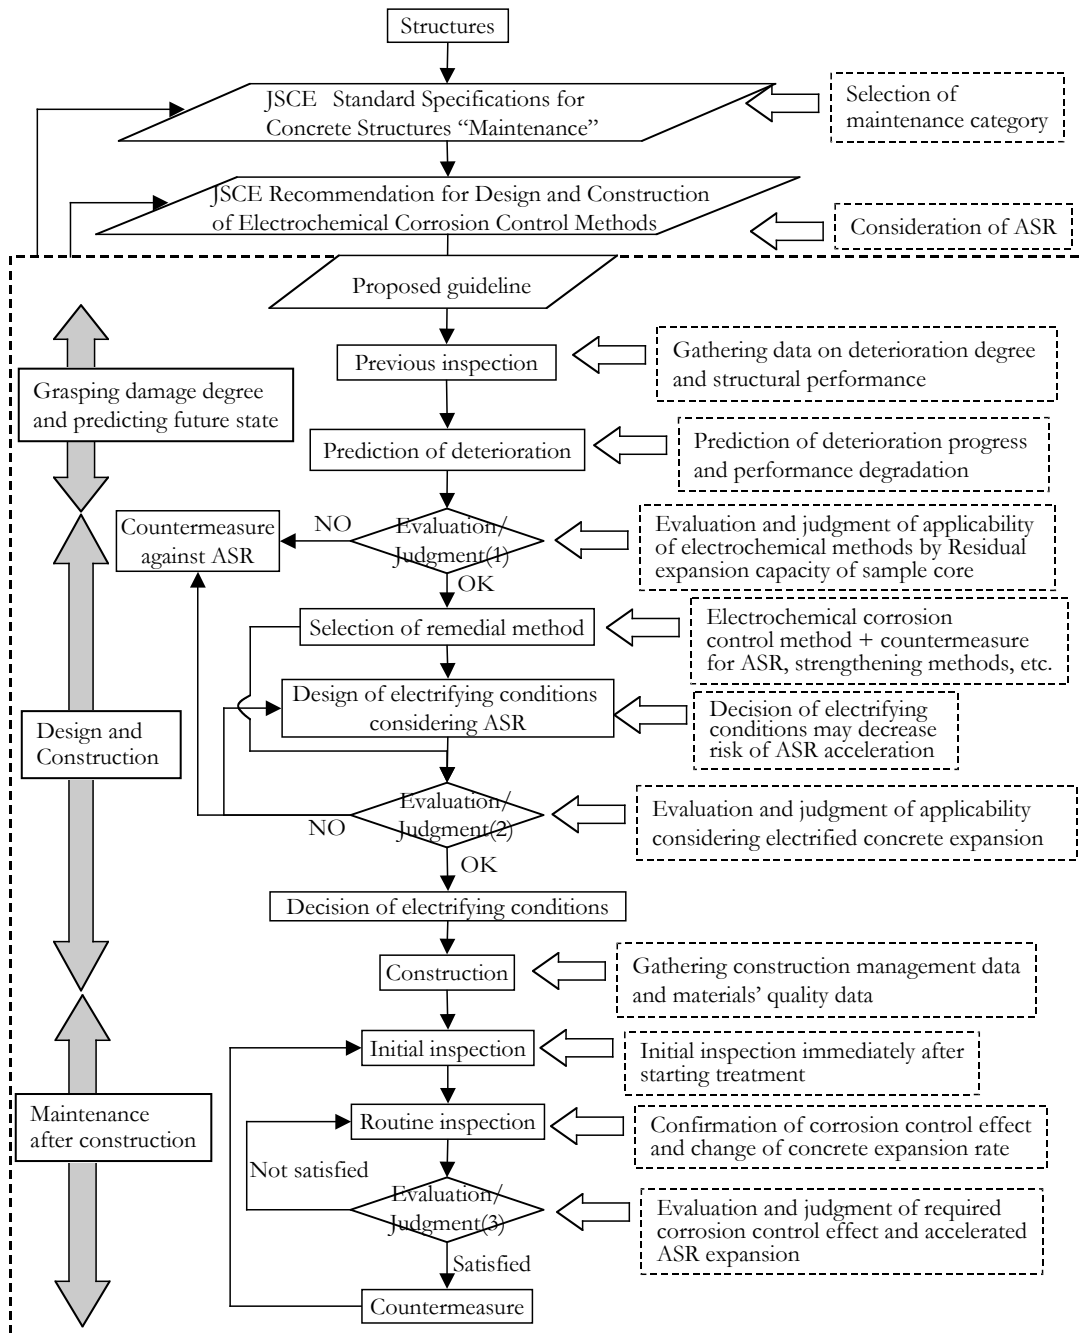 Structures
JSCE Standard Specifications for
Concrete Structures “Maintenance”
Selection of
maintenance category
JSCE Recommendation for Design and Construction
of Electrochemical Corrosion Control Methods
Consideration of ASR
Proposed guideline
Previous inspection
Gathering data on deterioration degree
and structural performance
Grasping damage degree
and predicting future state
Prediction of deterioration
Prediction of deterioration progress
and performance degradation
Countermeasure
against ASR
NO
Evaluation/
Judgment(1)
OK
Evaluation and judgment of applicability
of electrochemical methods by Residual
expansion capacity of sample core
Selection of remedial method
Electrochemical corrosion
control method + countermeasure
for ASR, strengthening methods, etc.
Design of electrifying conditions
considering ASR
Decision of electrifying
conditions may decrease
risk of ASR acceleration
Design and
Construction
Evaluation/
Judgment(2)
NO
OK
Evaluation and judgment of applicability
considering electrified concrete expansion
Decision of electrifying conditions
Construction
Gathering construction management data
and materials’ quality data
Initial inspection
Initial inspection immediately after
starting treatment
Maintenance
after construction
Routine inspection
Confirmation of corrosion control effect
and change of concrete expansion rate
Not satisfied
Evaluation/
Judgment(3)
Satisfied
Evaluation and judgment of required
corrosion control effect and accelerated
ASR expansion
Countermeasure